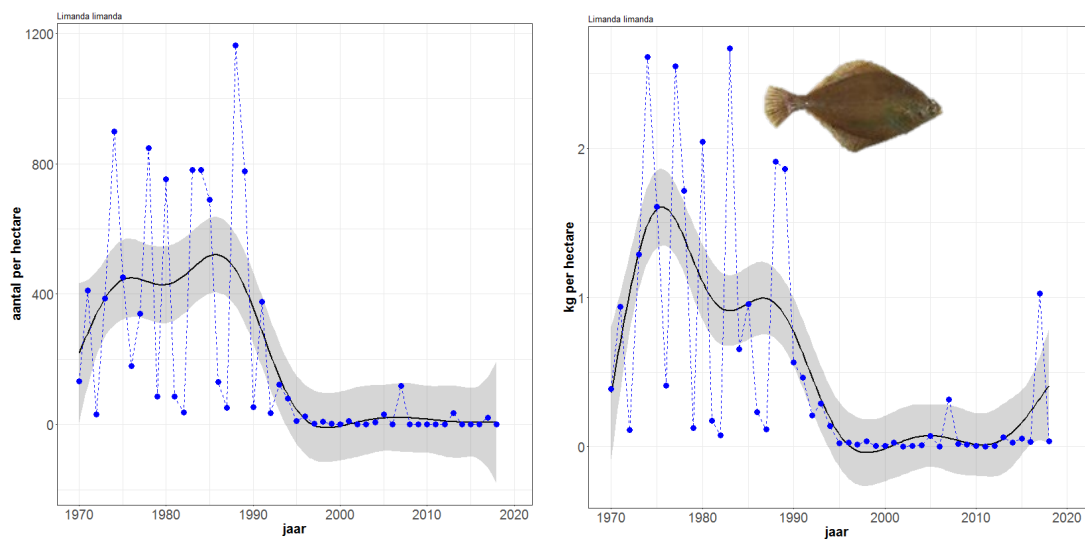 Limanda limanda
1200
800
400
0
aantal per hectare
1970 1980 1990 2000 2010 2020
jaar
Limanda limanda
2
1
0
kg per hectare
1970 1980 1990 2000 2010 2020
jaar